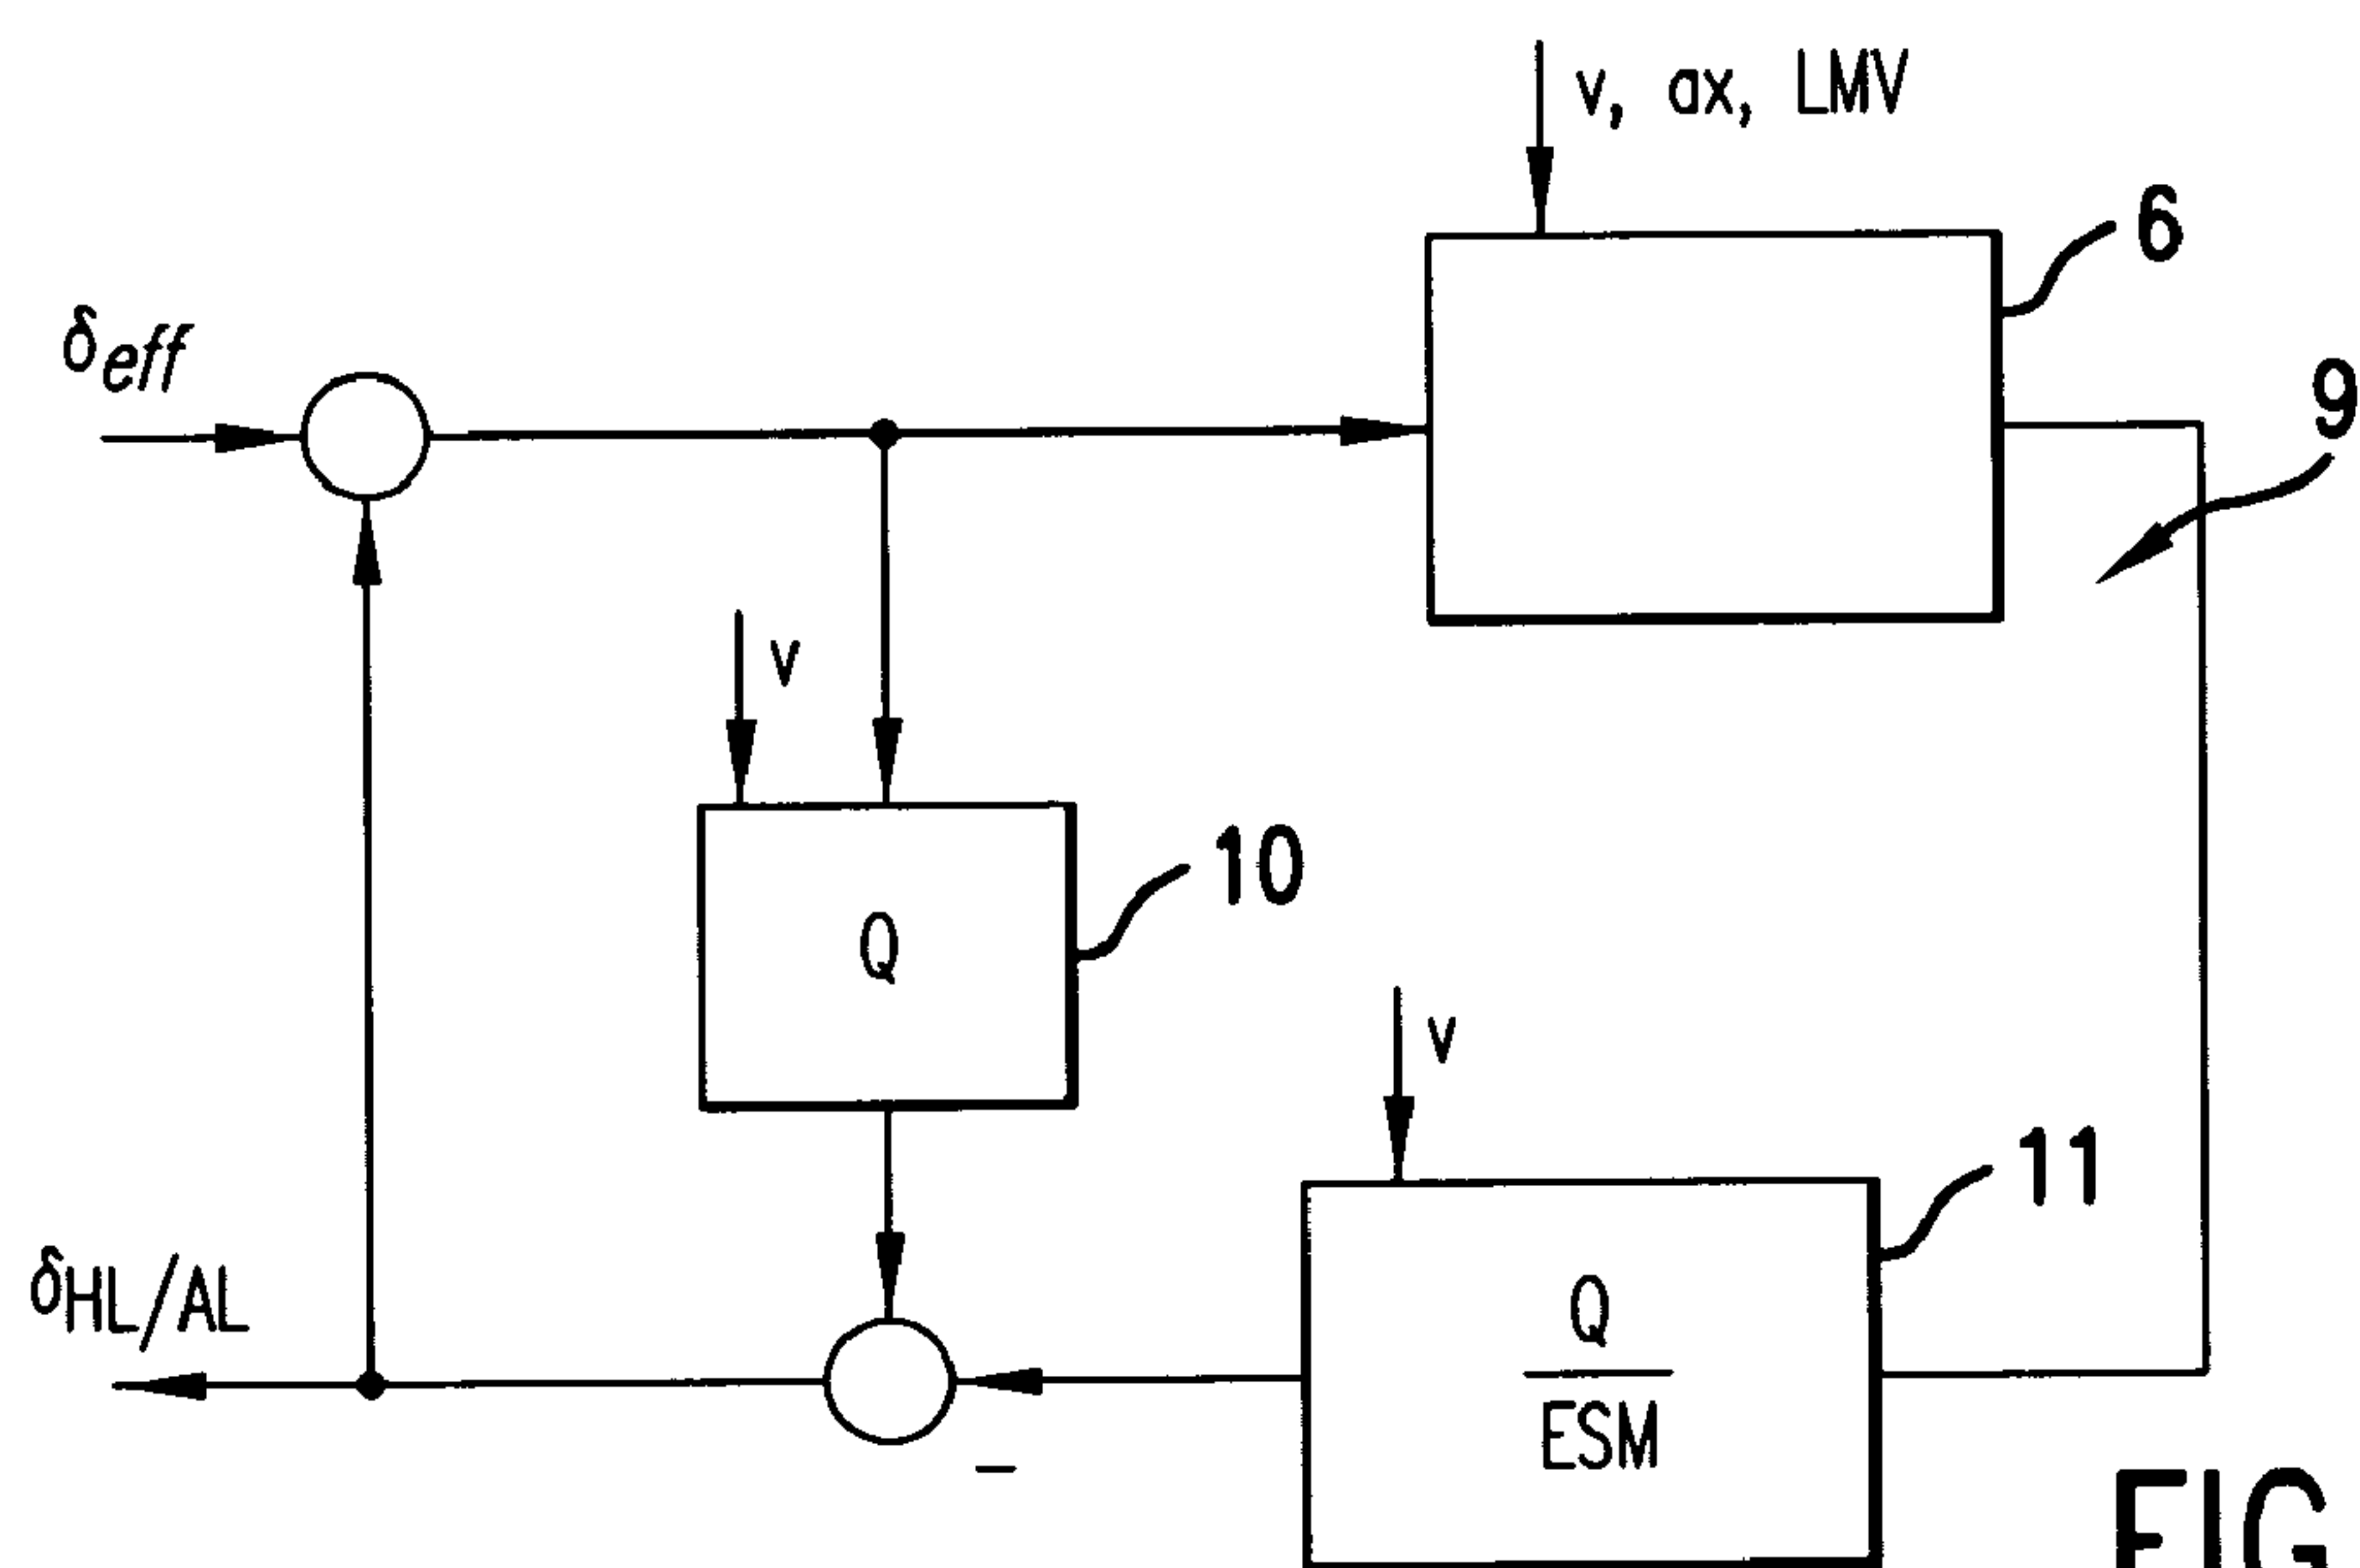 v, ax, LMV
6
δeff
9
v
10
Q
v
11
δHL/AL
Q
ESM
–
FIG